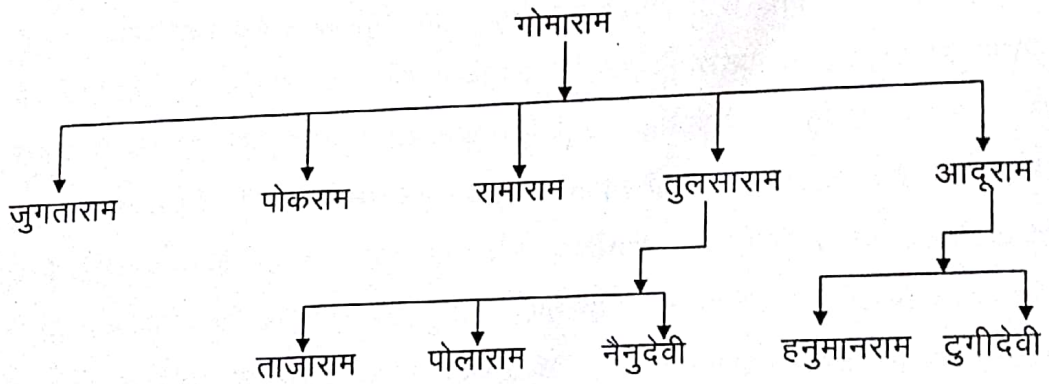 गोमाराम
जुगताराम पोकराम रामाराम तुलसाराम आदूराम
ताजाराम पोलाराम नैनुदेवी हनुमानराम टुगीदेवी